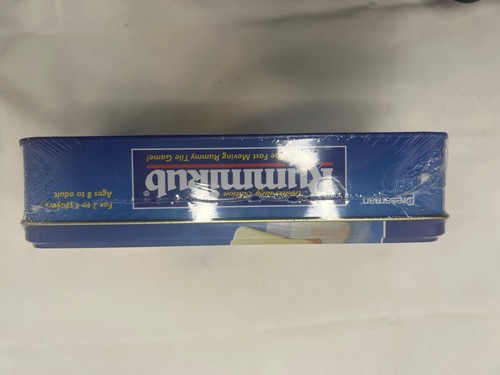 Pressman®
Anniversary Edition
Rummikub®
The Fast Moving Rummy Tile Game!
For 2 to 4 players
Ages 8 to adult